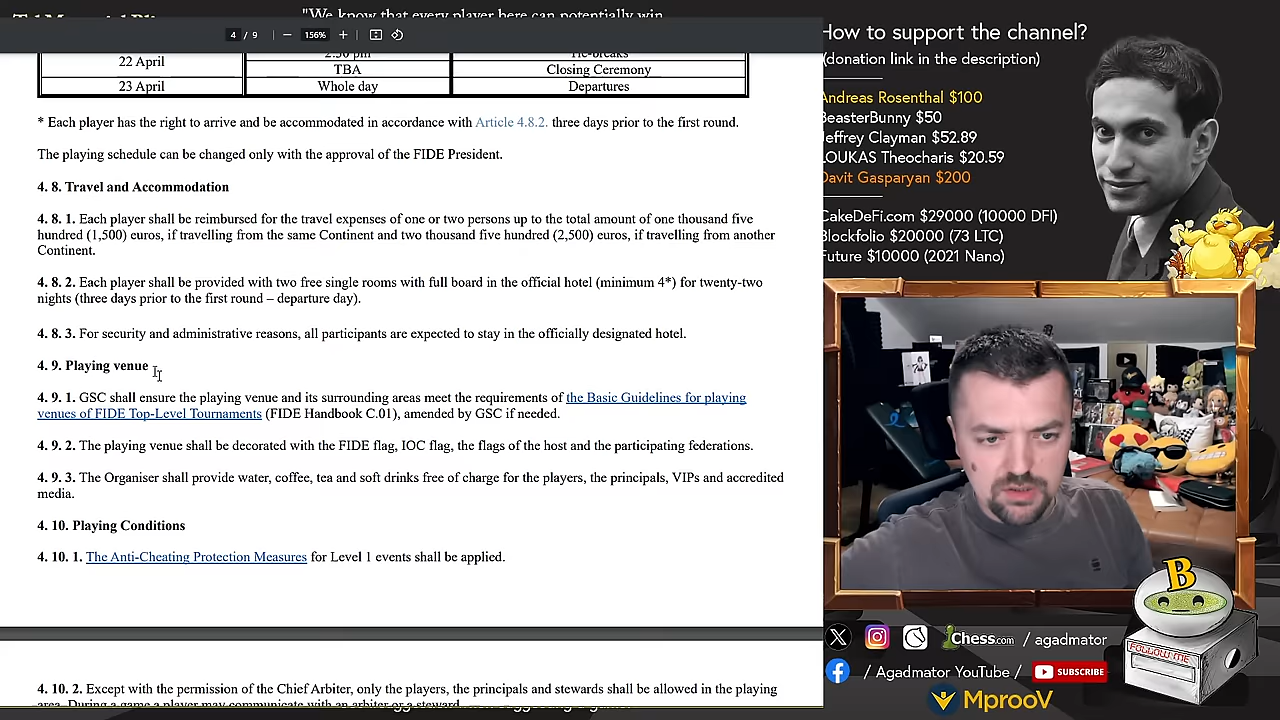 "We know that every player here can potentially win
4 / 9 156%
22 April
2:30 pm
Tie-breaks
TBA
Closing Ceremony
23 April
Whole day
Departures
* Each player has the right to arrive and be accommodated in accordance with Article 4.8.2. three days prior to the first round.
The playing schedule can be changed only with the approval of the FIDE President.
4. 8. Travel and Accommodation
4. 8. 1. Each player shall be reimbursed for the travel expenses of one or two persons up to the total amount of one thousand five
hundred (1,500) euros, if travelling from the same Continent and two thousand five hundred (2,500) euros, if travelling from another
Continent.
4. 8. 2. Each player shall be provided with two free single rooms with full board in the official hotel (minimum 4*) for twenty-two
nights (three days prior to the first round – departure day).
4. 8. 3. For security and administrative reasons, all participants are expected to stay in the officially designated hotel.
4. 9. Playing venue
4. 9. 1. GSC shall ensure the playing venue and its surrounding areas meet the requirements of the Basic Guidelines for playing
venues of FIDE Top-Level Tournaments (FIDE Handbook C.01), amended by GSC if needed.
4. 9. 2. The playing venue shall be decorated with the FIDE flag, IOC flag, the flags of the host and the participating federations.
4. 9. 3. The Organiser shall provide water, coffee, tea and soft drinks free of charge for the players, the principals, VIPs and accredited
media.
4. 10. Playing Conditions
4. 10. 1. The Anti-Cheating Protection Measures for Level 1 events shall be applied.
4. 10. 2. Except with the permission of the Chief Arbiter, only the players, the principals and stewards shall be allowed in the playing
area. During a game a player may communicate with an arbiter or a steward
How to support the channel?
(donation link in the description)
Andreas Rosenthal $100
BeasterBunny $50
Jeffrey Clayman $52.89
LOUKAS Theocharis $20.59
Davit Gasparyan $200
CakeDeFi.com $29000 (10000 DFI)
Blockfolio $20000 (73 LTC)
Future $10000 (2021 Nano)
B
FOLLOW ME
Chess.com / agadmator
/ Agadmator YouTube / SUBSCRIBE
MprooV